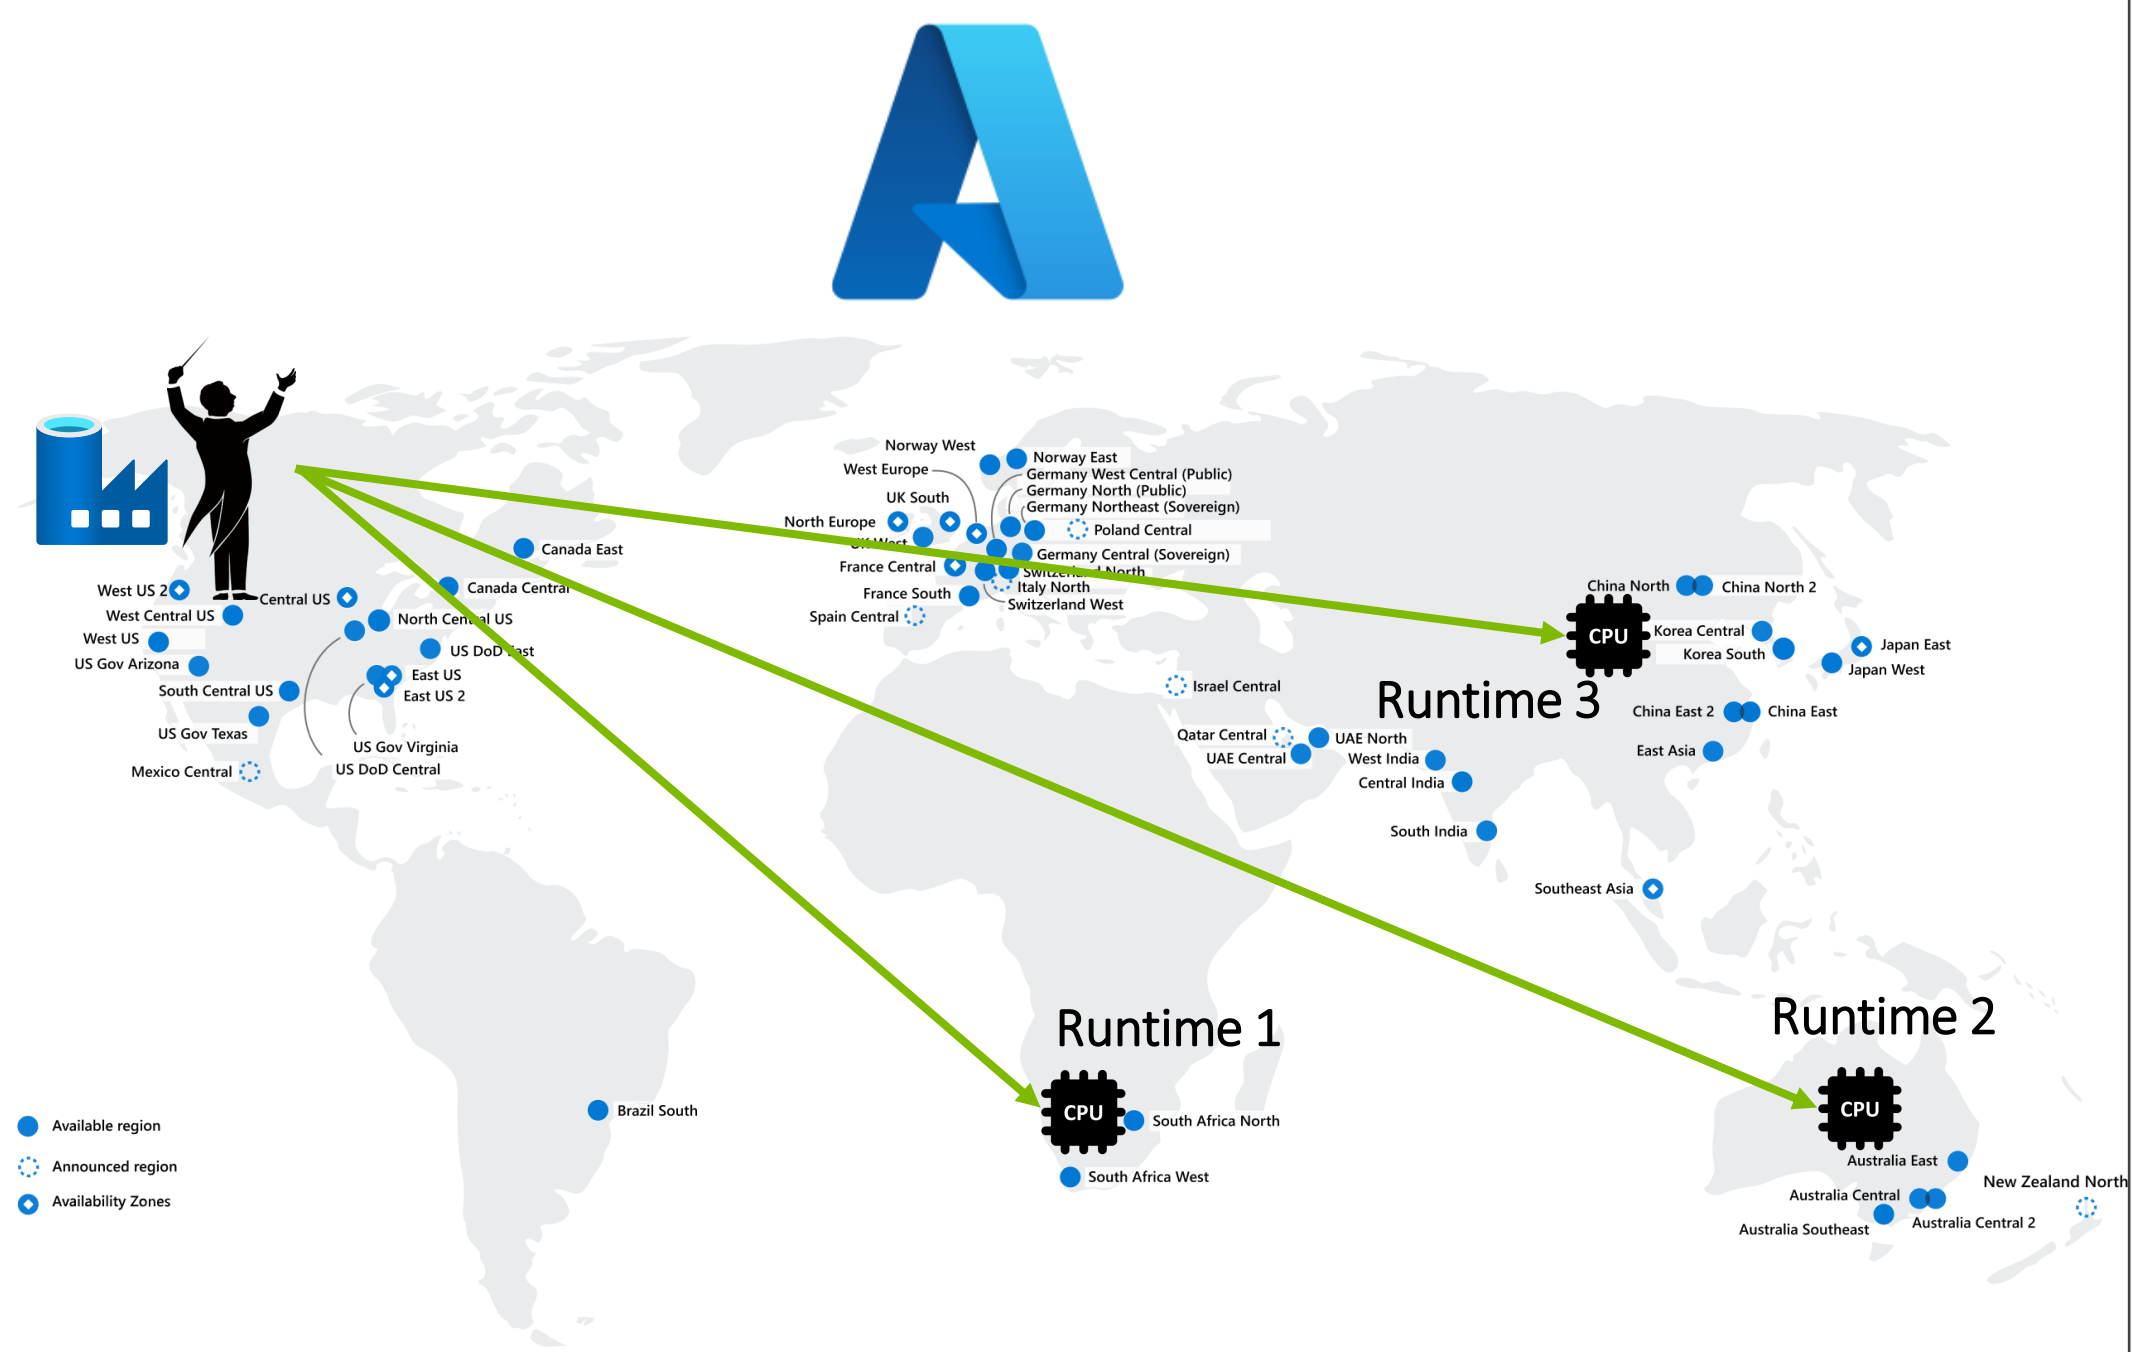 Norway West
Norway East
West Europe
Germany West Central (Public)
Germany North (Public)
UK South
Germany Northeast (Sovereign)
North Europe
Poland Central
UK West
Canada East
Germany Central (Sovereign)
France Central
Switzerland North
West US 2
Canada Central
Italy North
China North
China North 2
Central US
France South
Switzerland West
West Central US
North Central US
Spain Central
CPU
Korea Central
West US
US DoD East
Korea South
Japan East
US Gov Arizona
East US
Japan West
South Central US
East US 2
Israel Central
Runtime 3
China East 2
China East
US Gov Texas
US Gov Virginia
Qatar Central
UAE North
East Asia
Mexico Central
US DoD Central
UAE Central
West India
Central India
South India
Southeast Asia
Runtime 1
Runtime 2
CPU
CPU
Brazil South
South Africa North
Available region
Australia East
Announced region
South Africa West
New Zealand North
Availability Zones
Australia Central
Australia Central 2
Australia Southeast